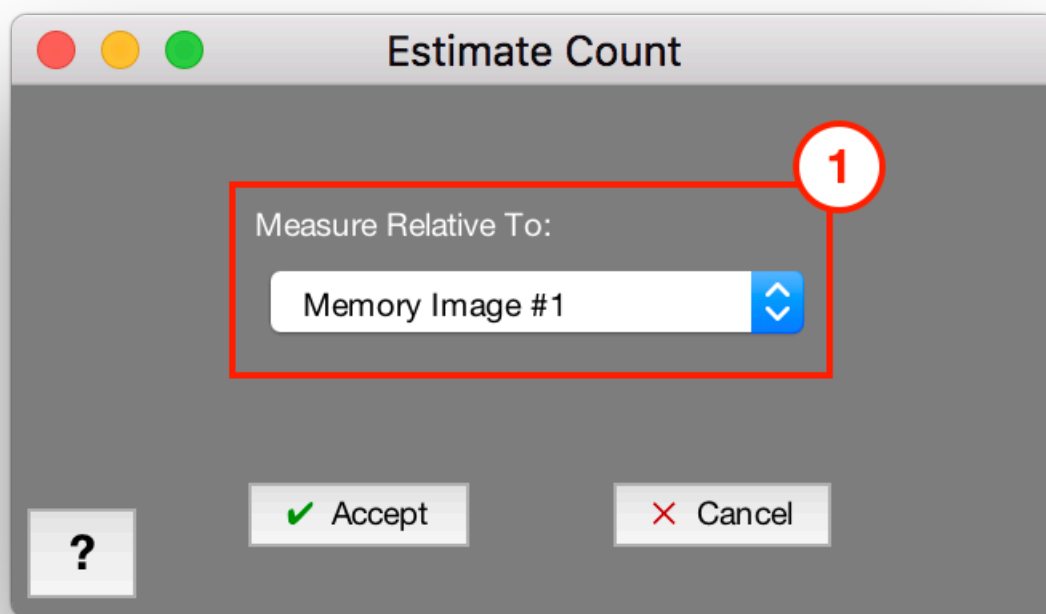 Estimate Count
1
Measure Relative To:
Memory Image #1
✔ Accept
✕ Cancel
?